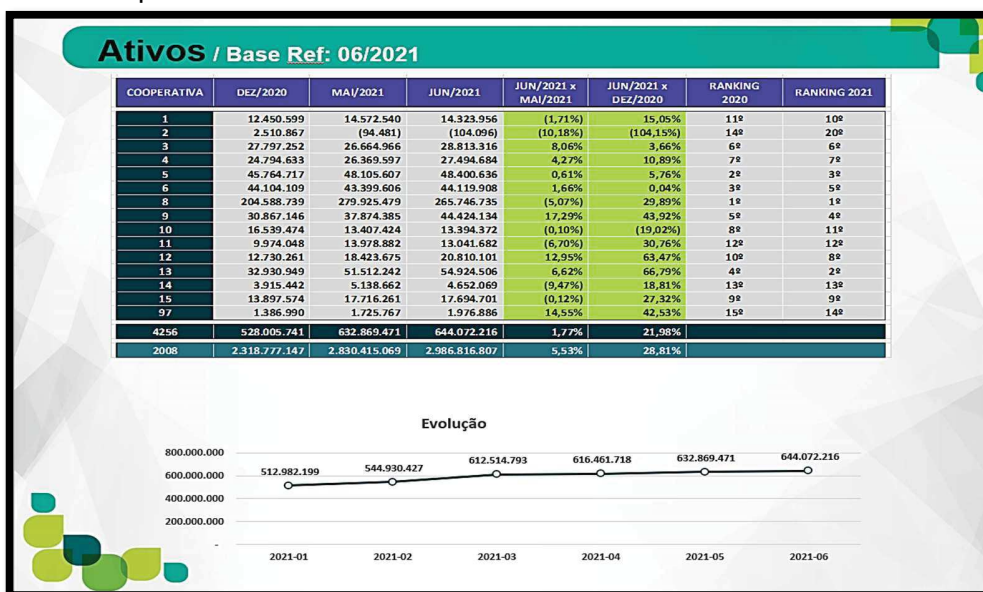 Ativos / Base Ref: 06/2021
COOPERATIVA DEZ/2020 MAI/2021 JUN/2021 JUN/2021 x MAI/2021 JUN/2021 x DEZ/2020 RANKING 2020 RANKING 2021
1 12.450.599 14.572.540 14.323.956 (1,71%) 15,05% 11º 10º
2 2.510.867 (94.481) (104.096) (10,18%) (104,15%) 14º 20º
3 27.797.252 26.664.966 28.813.316 8,06% 3,66% 6º 6º
4 24.794.633 26.369.597 27.494.684 4,27% 10,89% 7º 7º
5 45.764.717 48.105.607 48.400.636 0,61% 5,76% 2º 3º
6 44.104.109 43.399.606 44.119.908 1,66% 0,04% 3º 5º
8 204.588.739 279.925.479 265.746.735 (5,07%) 29,89% 1º 1º
9 30.867.146 37.874.385 44.424.134 17,29% 43,92% 5º 4º
10 16.539.474 13.407.424 13.394.372 (0,10%) (19,02%) 8º 11º
11 9.974.048 13.978.882 13.041.682 (6,70%) 30,76% 12º 12º
12 12.730.261 18.423.675 20.810.101 12,95% 63,47% 10º 8º
13 32.930.949 51.512.242 54.924.506 6,62% 66,79% 4º 2º
14 3.915.442 5.138.662 4.652.069 (9,47%) 18,81% 13º 13º
15 13.897.574 17.716.261 17.694.701 (0,12%) 27,32% 9º 9º
97 1.386.990 1.725.767 1.976.886 14,55% 42,53% 15º 14º
4256 528.005.741 632.869.471 644.072.216 1,77% 21,98%
2008 2.318.777.147 2.830.415.069 2.986.816.807 5,53% 28,81%
Evolução
800.000.000
600.000.000
400.000.000
200.000.000
-
512.982.199 544.930.427 612.514.793 616.461.718 632.869.471 644.072.216
2021-01 2021-02 2021-03 2021-04 2021-05 2021-06